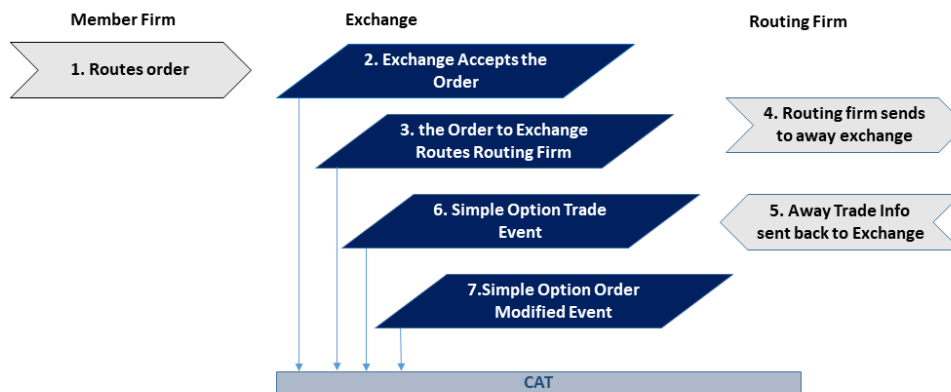 Member Firm
Exchange
Routing Firm
1. Routes order
2. Exchange Accepts the
Order
3. the Order to Exchange
Routes Routing Firm
4. Routing firm sends
to away exchange
6. Simple Option Trade
Event
5. Away Trade Info
sent back to Exchange
7.Simple Option Order
Modified Event
CAT